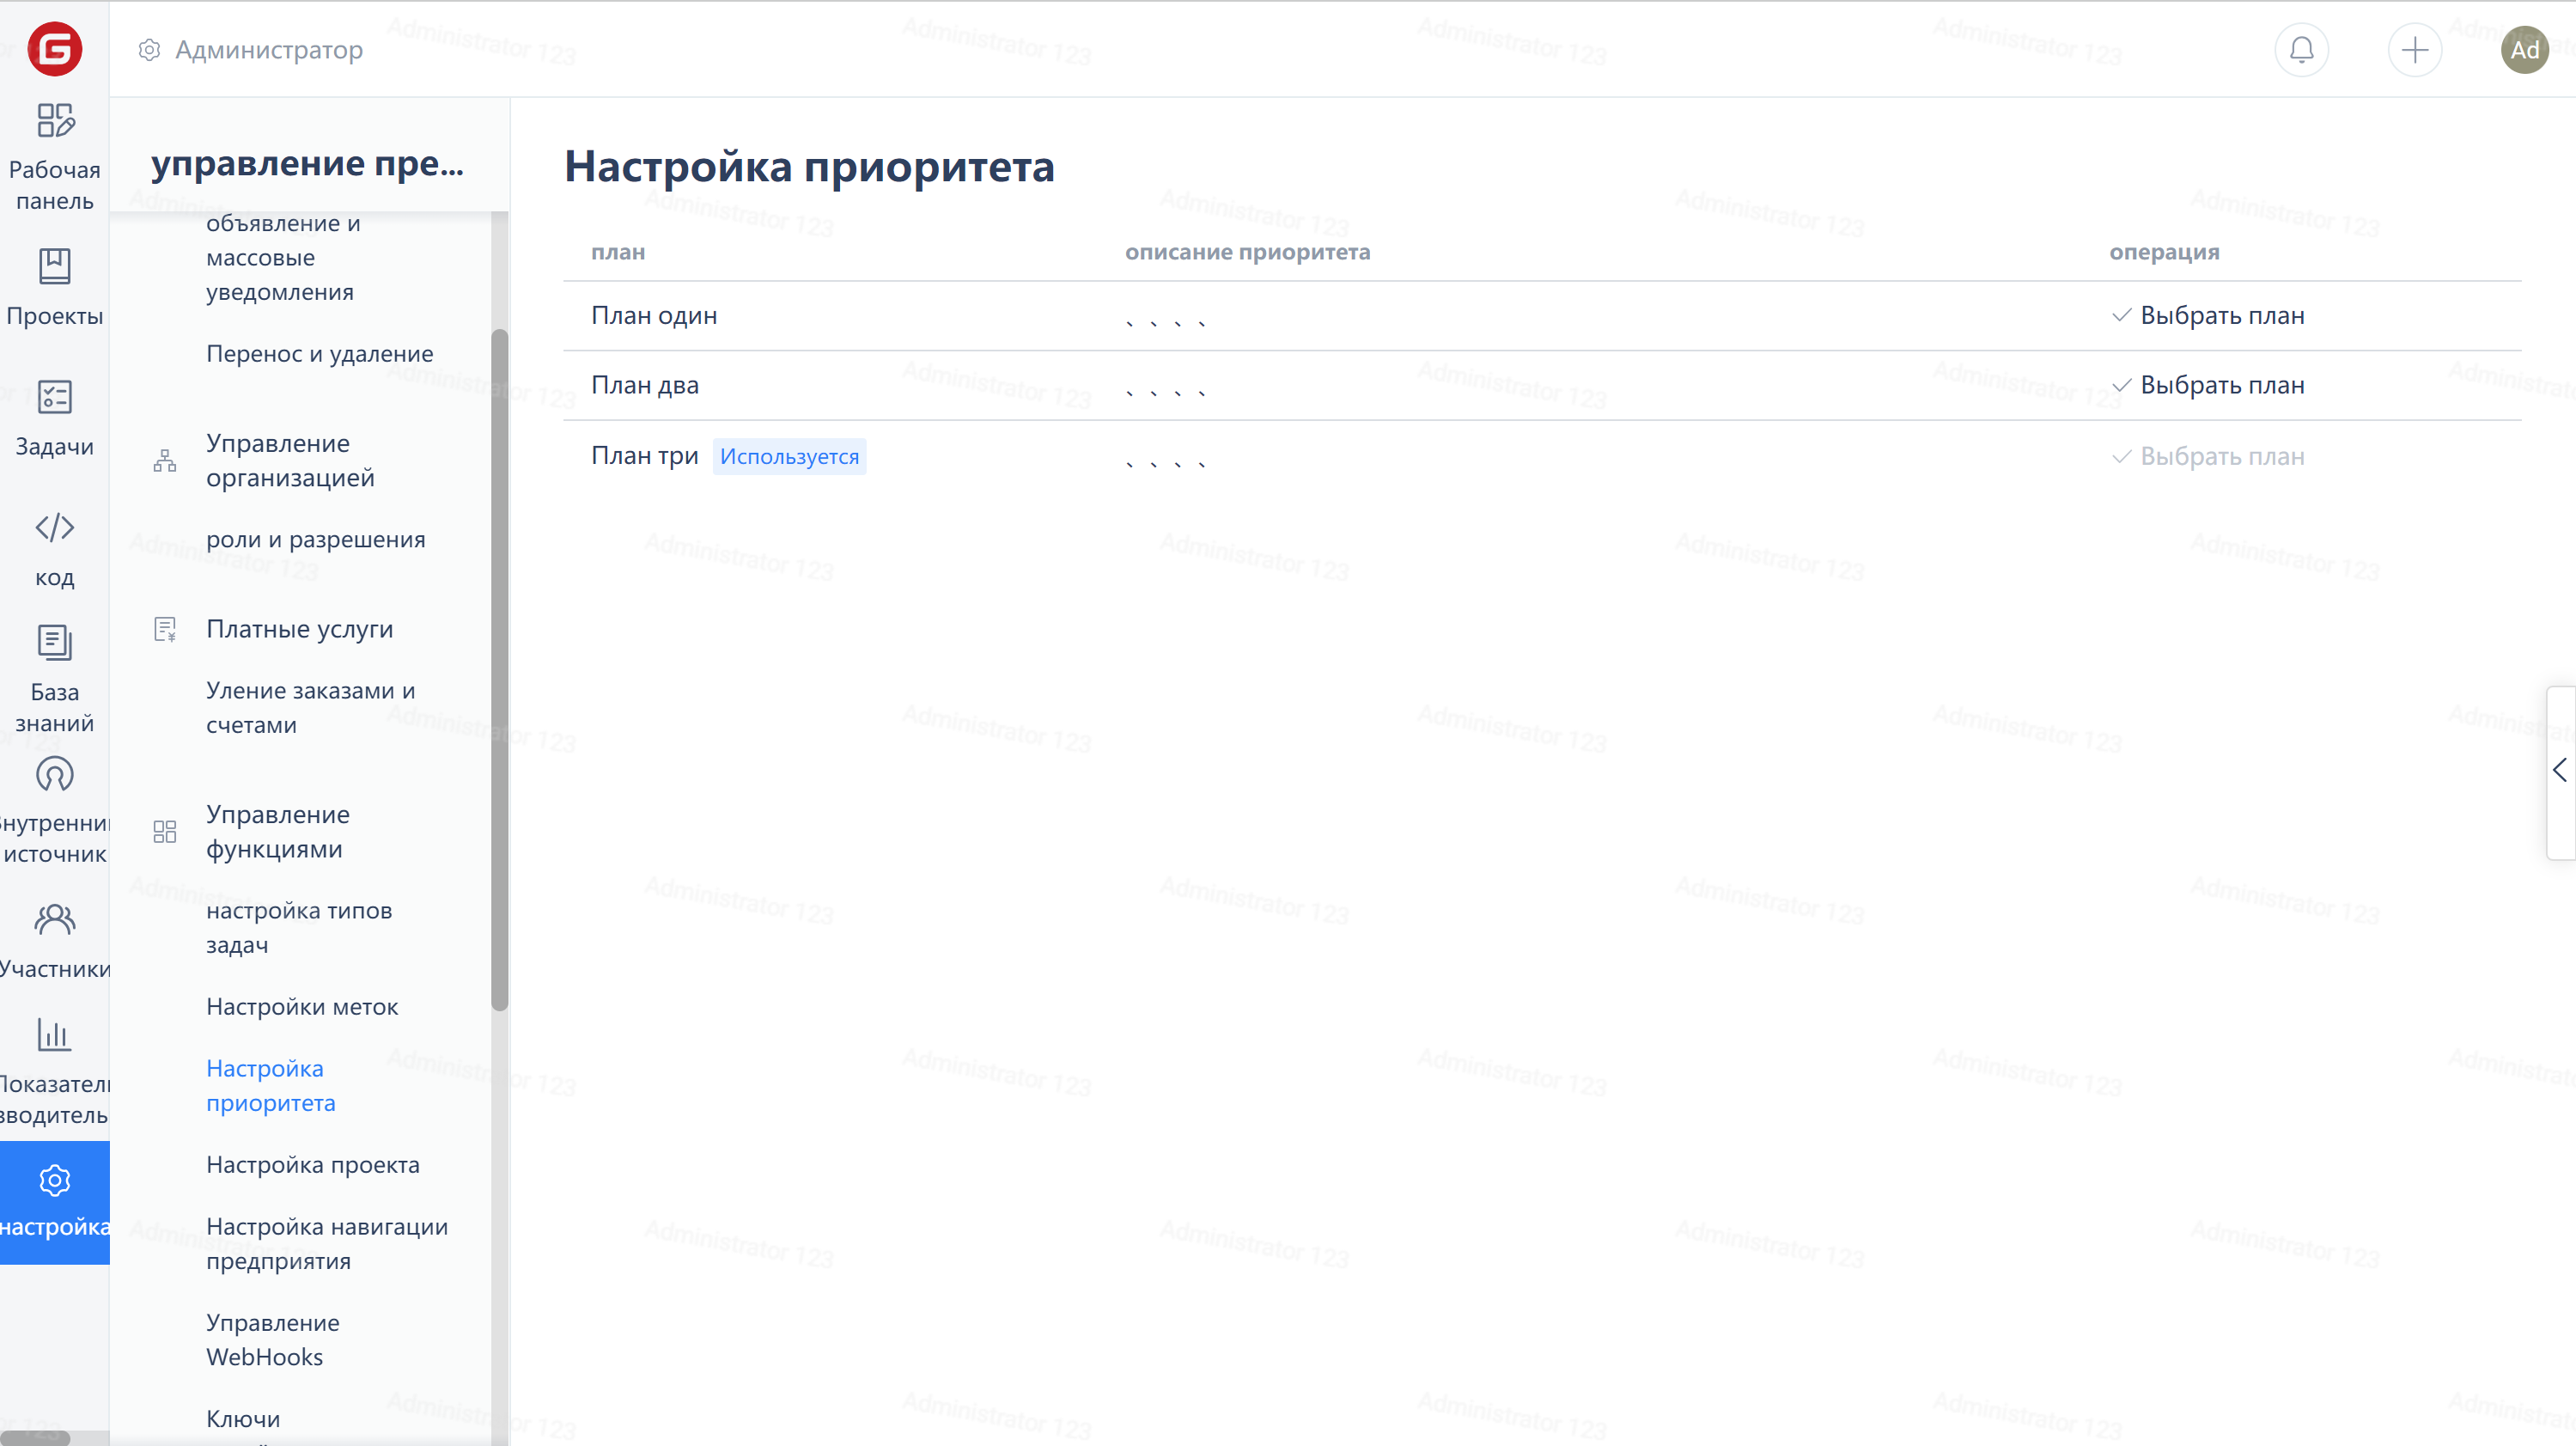 Администратор
Ad
Рабочая
панель
Проекты
Задачи
код
База
знаний
источник
Участники
настройка
управление пре...
объявление и
массовые
уведомления
Перенос и удаление
Управление
организацией
роли и разрешения
Платные услуги
Уление заказами и
счетами
Управление
функциями
настройка типов
задач
Настройки меток
Настройка
приоритета
Настройка проекта
Настройка навигации
предприятия
Управление
WebHooks
Ключи
Настройка приоритета
план описание приоритета операция
План один 、、、、 Выбрать план
План два 、、、、 Выбрать план
План три Используется 、、、、 Выбрать план
Administrator 123